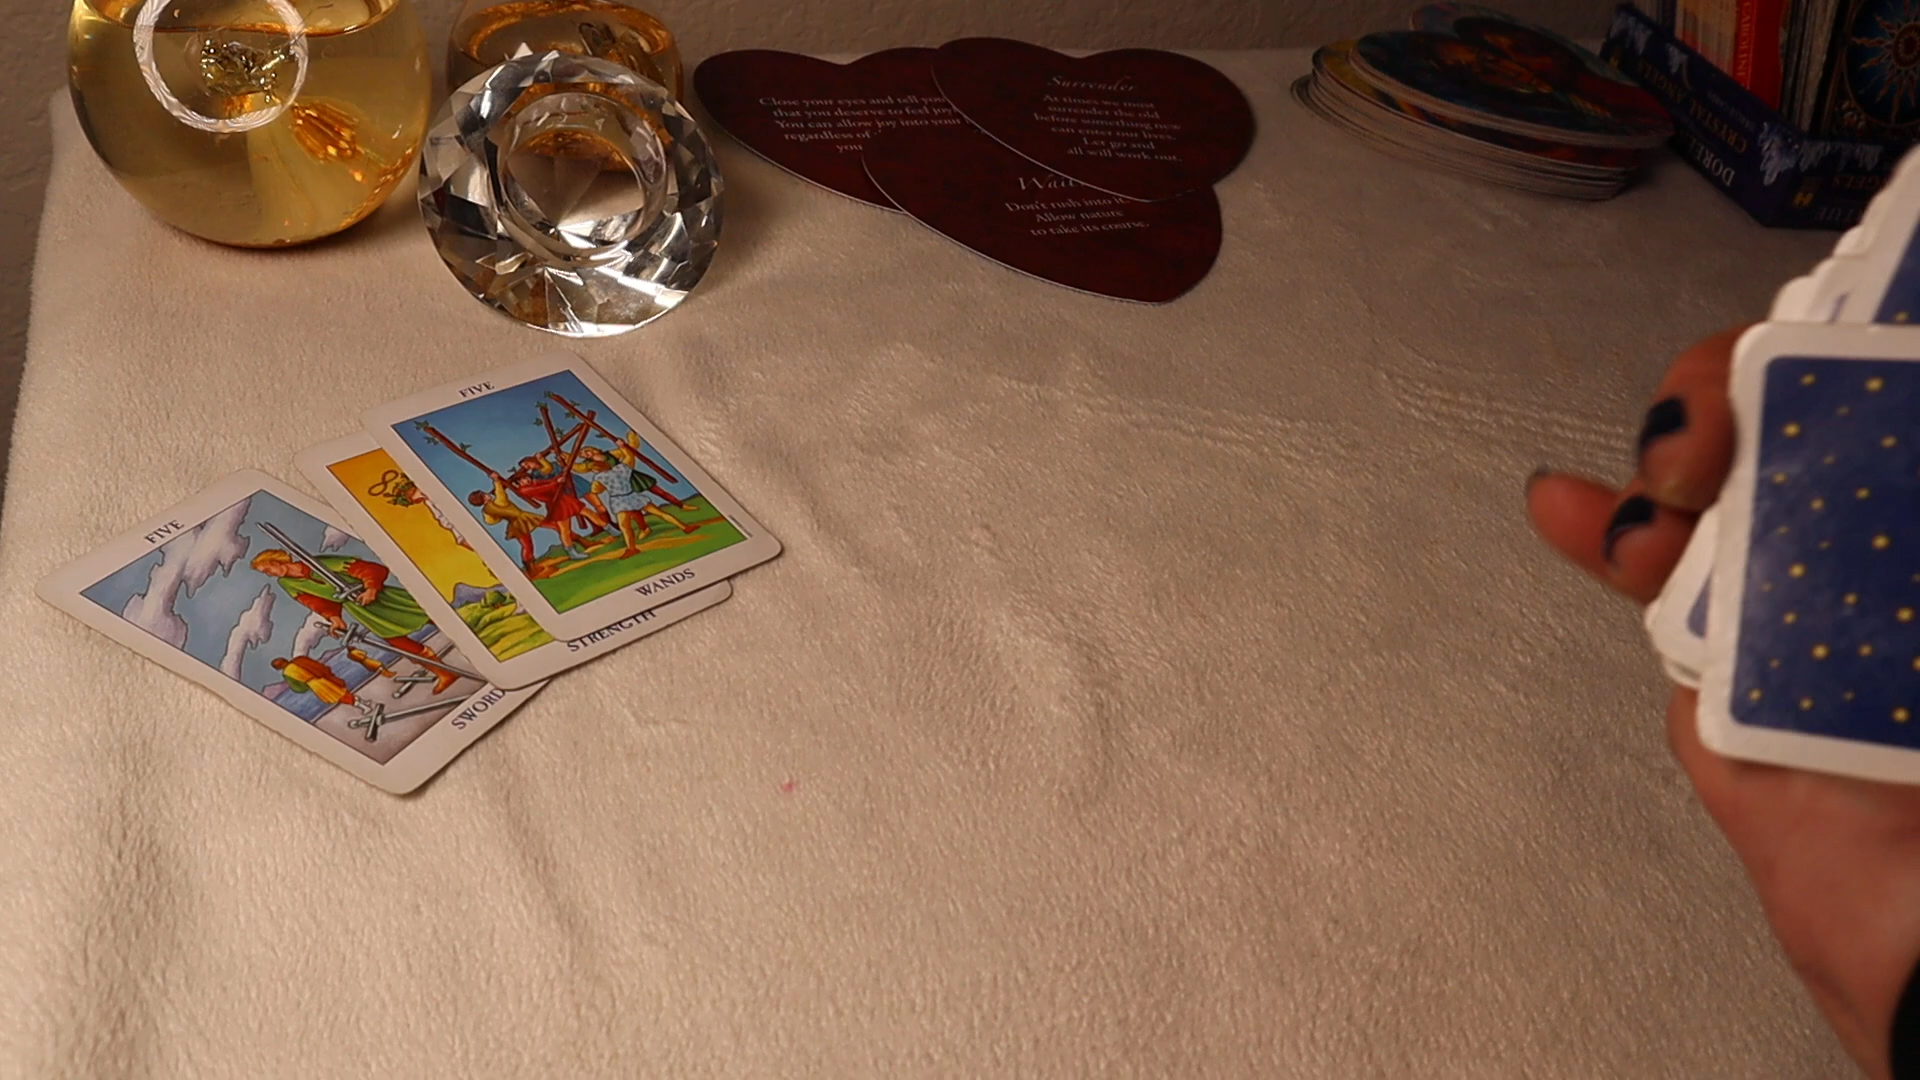 Close your eyes and tell you
that you deserve to feel joy
You can allow joy into your
regardless of
you
Surrender
At times we must
surrender the old
before something new
can enter our lives.
Let go and
all will work out.
Wait
Don't rush into it.
Allow nature
to take its course.
FIVE
WANDS
STRENGTH
FIVE
SWORD
CRYSTAL ANGELS
DOREE